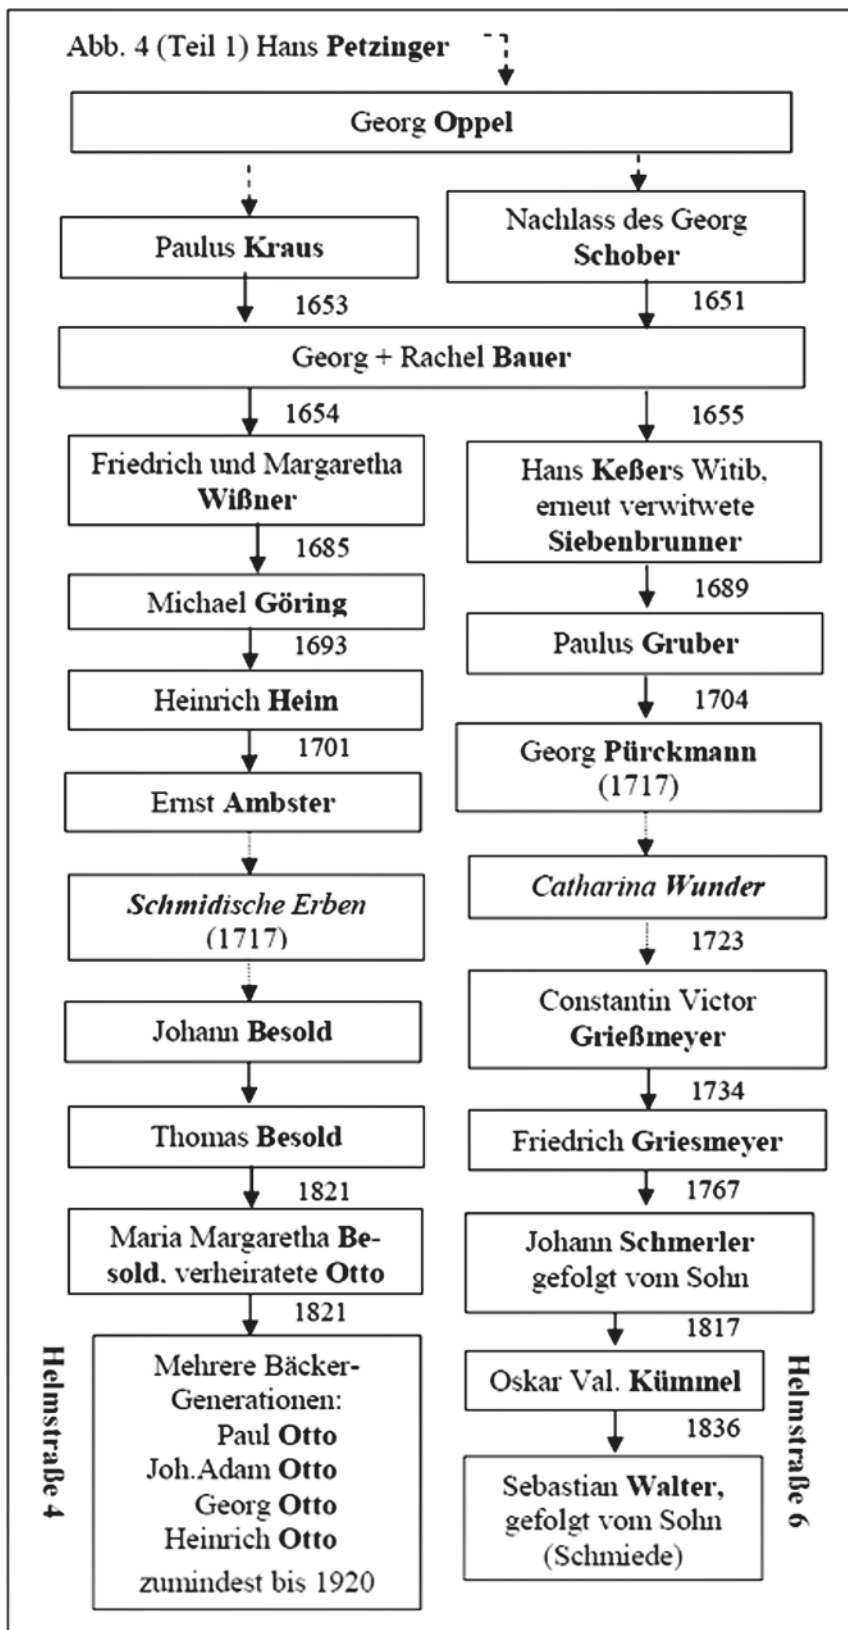 Abb. 4 (Teil 1) Hans Petzinger
Georg Oppel
Paulus Kraus
1653
Nachlass des Georg
Schober
1651
Georg + Rachel Bauer
1654
Friedrich und Margaretha
Wißner
1685
Michael Göring
1693
Heinrich Heim
1701
Ernst Ambster
Schmidische Erben
(1717)
Johann Besold
Thomas Besold
1821
Maria Margaretha Be-
sold, verheiratete Otto
1821
Mehrere Bäcker-
Generationen:
Paul Otto
Joh.Adam Otto
Georg Otto
Heinrich Otto
zumindest bis 1920
Helmstraße 4
1655
Hans Keßers Witib,
erneut verwitwete
Siebenbrunner
1689
Paulus Gruber
1704
Georg Pürckmann
(1717)
Catharina Wunder
1723
Constantin Victor
Grießmeyer
1734
Friedrich Griesmeyer
1767
Johann Schmerler
gefolgt vom Sohn
1817
Oskar Val. Kümmel
1836
Sebastian Walter,
gefolgt vom Sohn
(Schmiede)
Helmstraße 6